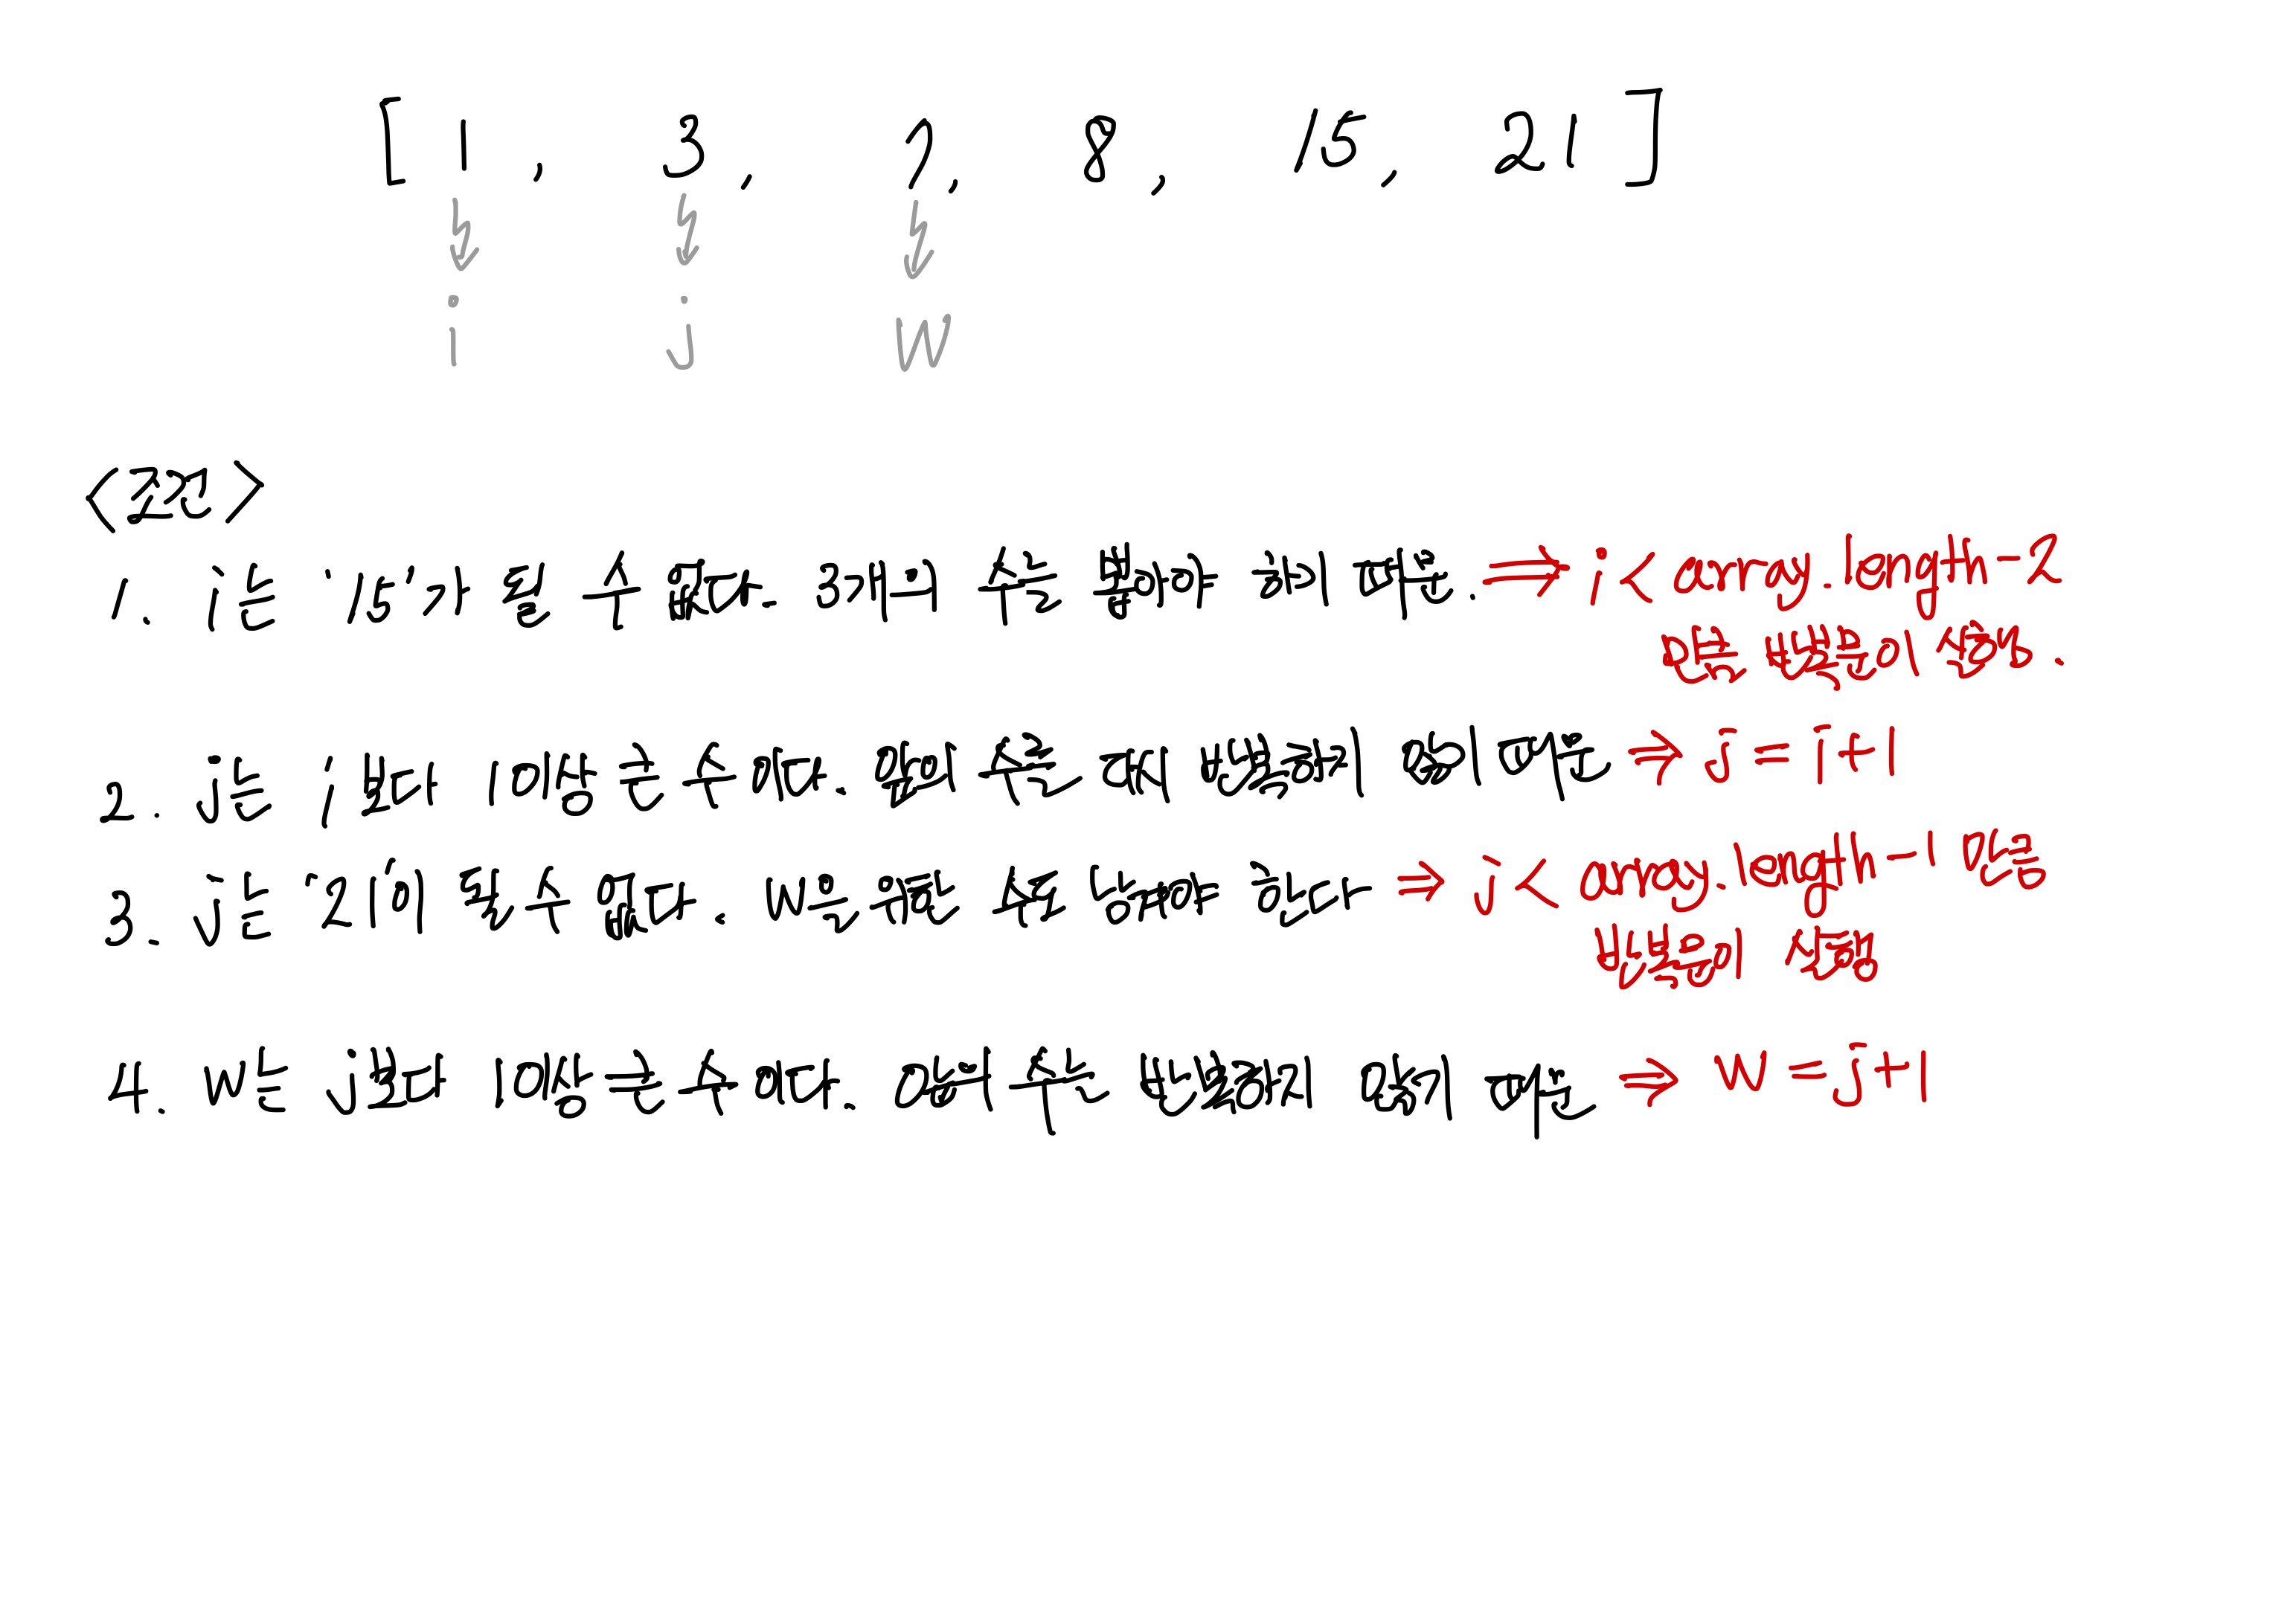 [ 1 , 3 , 7 , 8 , 15 , 21 ]
i j w
<조건>
1. i는 '15'가 될 수 없다. 3개의 수를 뽑아야 하기 때문. ⇒ i < array.length-2
만큼 반복문이 실행.
2. j는 i보다 1이상 큰 수이다. 앞의 수는 다시 반복하지 않기 때문 → j = i+1
3. j는 '21'이 될 수 없다. w를 위한 수를 남겨야 한다 ⇒ j < array.length-1 만큼
반복문이 실행
4. w는 j보다 1이상 큰 수이다. 앞의 수는 반복하지 않기 때문 ⇒ w = j+1